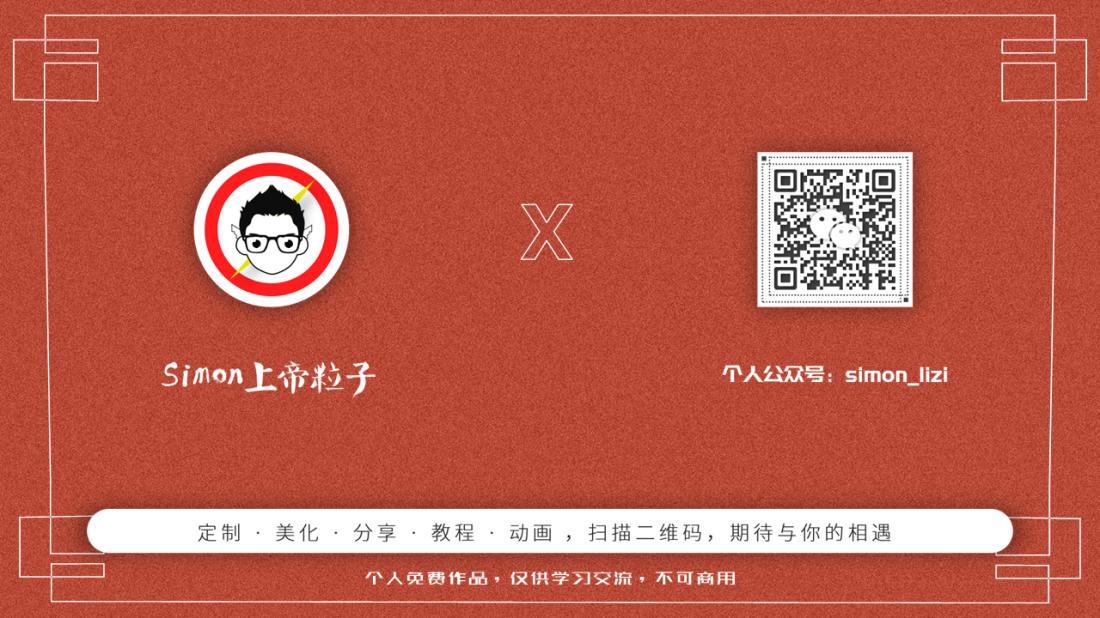 X
Simon上帝粒子
个人公众号：simon_lizi
定制 · 美化 · 分享 · 教程 · 动画 ，扫描二维码，期待与你的相遇
个人免费作品，仅供学习交流，不可商用